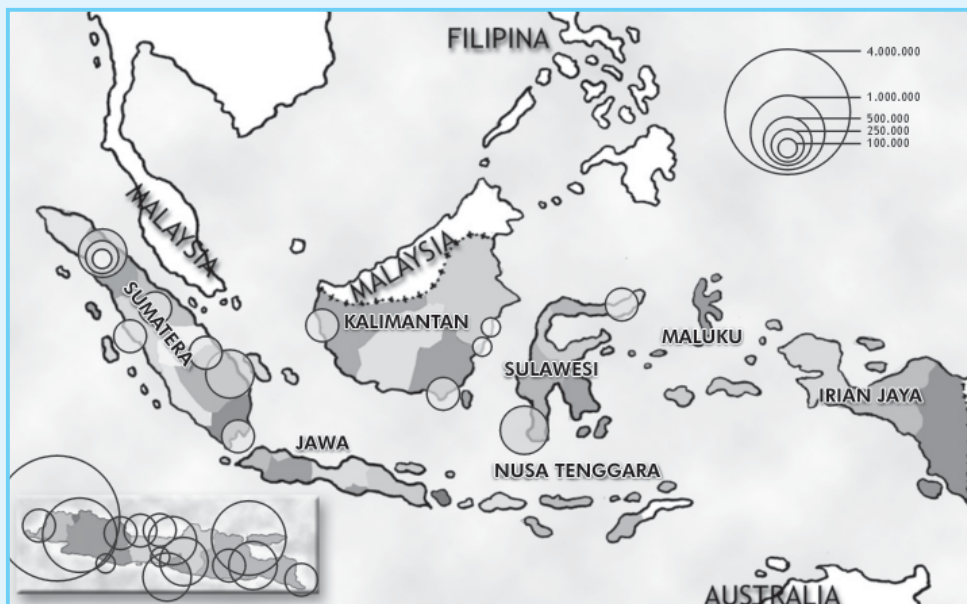 FILIPINA
4.000.000
1.000.000
500.000
250.000
100.000
MALAYSIA
MALAYSIA
SUMATERA
KALIMANTAN
SULAWESI
MALUKU
IRIAN JAYA
JAWA
NUSA TENGGARA
AUSTRALIA